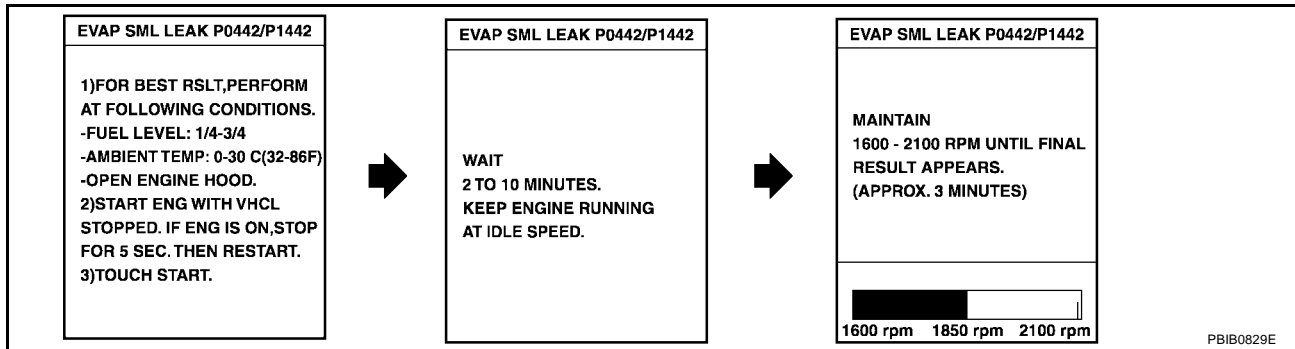 EVAP SML LEAK P0442/P1442
1)FOR BEST RSLT,PERFORM
AT FOLLOWING CONDITIONS.
-FUEL LEVEL: 1/4-3/4
-AMBIENT TEMP: 0-30 C(32-86F)
-OPEN ENGINE HOOD.
2)START ENG WITH VHCL
STOPPED. IF ENG IS ON,STOP
FOR 5 SEC. THEN RESTART.
3)TOUCH START.
EVAP SML LEAK P0442/P1442
WAIT
2 TO 10 MINUTES.
KEEP ENGINE RUNNING
AT IDLE SPEED.
EVAP SML LEAK P0442/P1442
MAINTAIN
1600 - 2100 RPM UNTIL FINAL
RESULT APPEARS.
(APPROX. 3 MINUTES)
1600 rpm 1850 rpm 2100 rpm
PBIB0829E